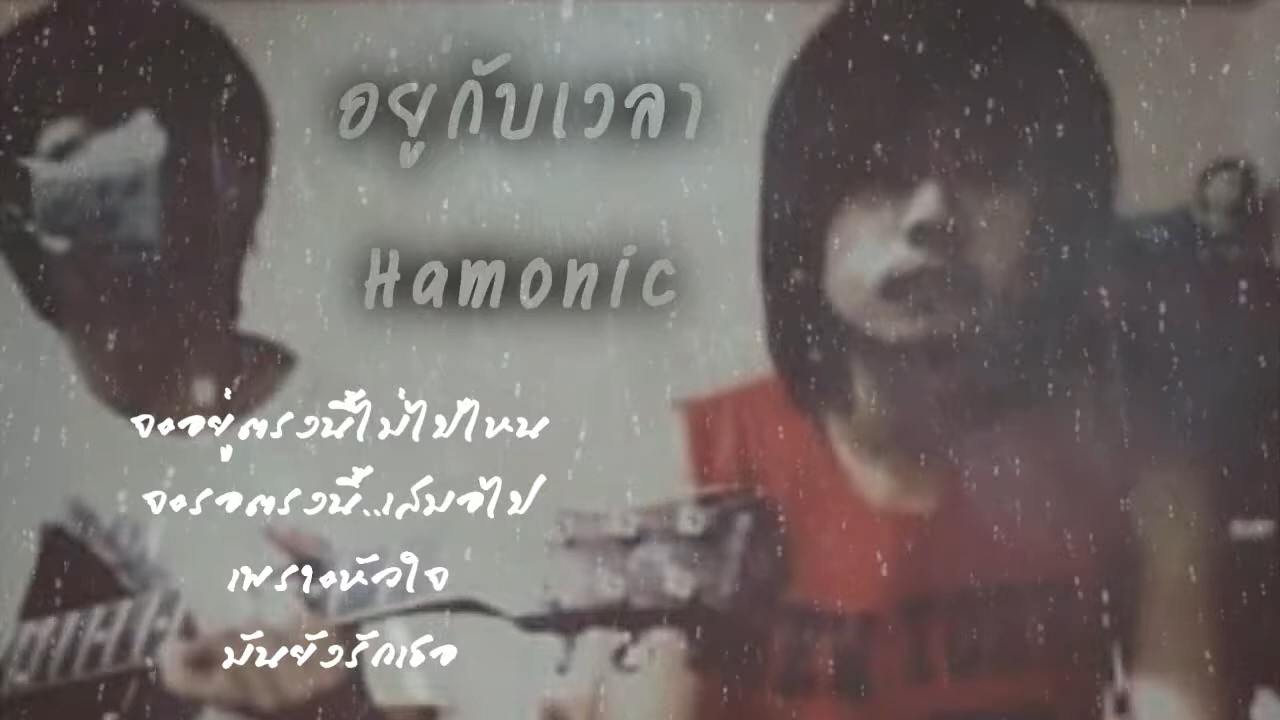 อยู่กับเวลา
Hamonic
จะอยู่ตรงนี้ไม่ไปไหน
จะรอตรงนี้..เสมอไป
เพราะหัวใจ
มันยังรักเธอ